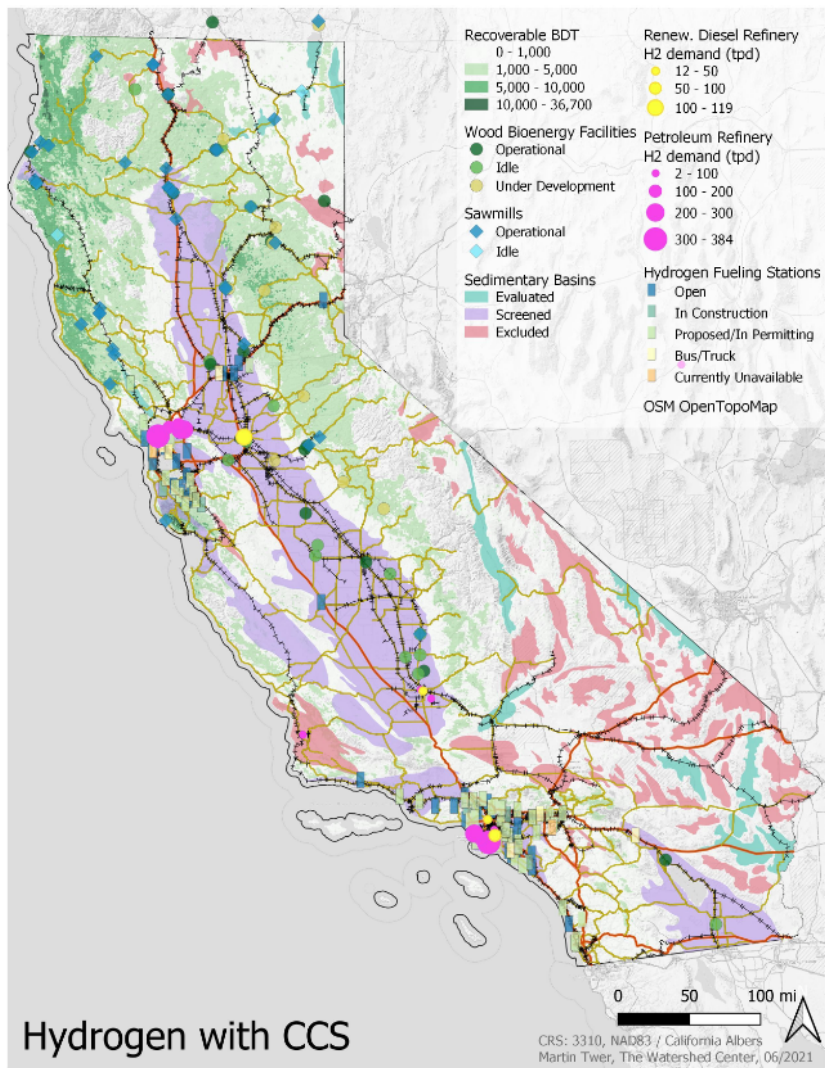 Recoverable BDT
0 - 1,000
1,000 - 5,000
5,000 - 10,000
10,000 - 36,700
Wood Bioenergy Facilities
Operational
Idle
Under Development
Sawmills
Operational
Idle
Sedimentary Basins
Evaluated
Screened
Excluded
Renew. Diesel Refinery
H2 demand (tpd)
12 - 50
50 - 100
100 - 119
Petroleum Refinery
H2 demand (tpd)
2 - 100
100 - 200
200 - 300
300 - 384
Hydrogen Fueling Stations
Open
In Construction
Proposed/In Permitting
Bus/Truck
Currently Unavailable
OSM OpenTopoMap
0 50 100 mi
Hydrogen with CCS
CRS: 3310, NAD83 / California Albers
Martin Twer, The Watershed Center, 06/2021